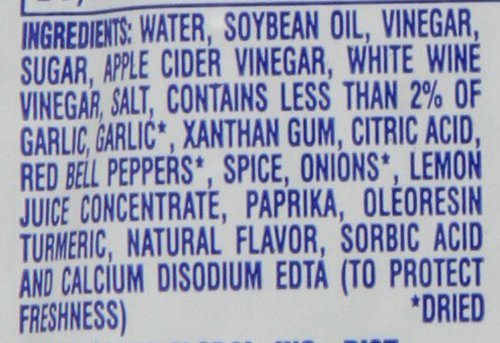 INGREDIENTS: WATER, SOYBEAN OIL, VINEGAR,
SUGAR, APPLE CIDER VINEGAR, WHITE WINE
VINEGAR, SALT, CONTAINS LESS THAN 2% OF
GARLIC, GARLIC*, XANTHAN GUM, CITRIC ACID,
RED BELL PEPPERS*, SPICE, ONIONS*, LEMON
JUICE CONCENTRATE, PAPRIKA, OLEORESIN
TURMERIC, NATURAL FLAVOR, SORBIC ACID
AND CALCIUM DISODIUM EDTA (TO PROTECT
FRESHNESS) *DRIED